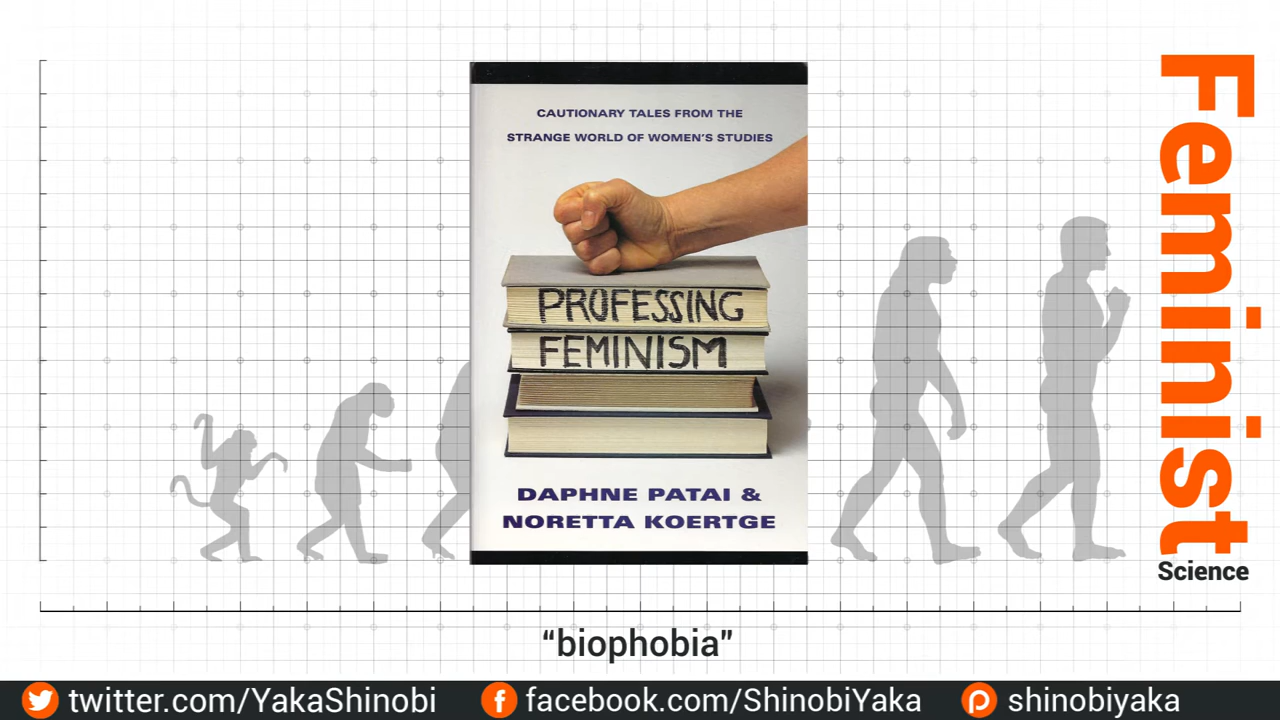 CAUTIONARY TALES FROM THE
STRANGE WORLD OF WOMEN'S STUDIES
PROFESSING
FEMINISM
DAPHNE PATAI &
NORETTA KOERTGE
Feminist
Science
“biophobia”
twitter.com/YakaShinobi facebook.com/ShinobiYaka shinobiyaka